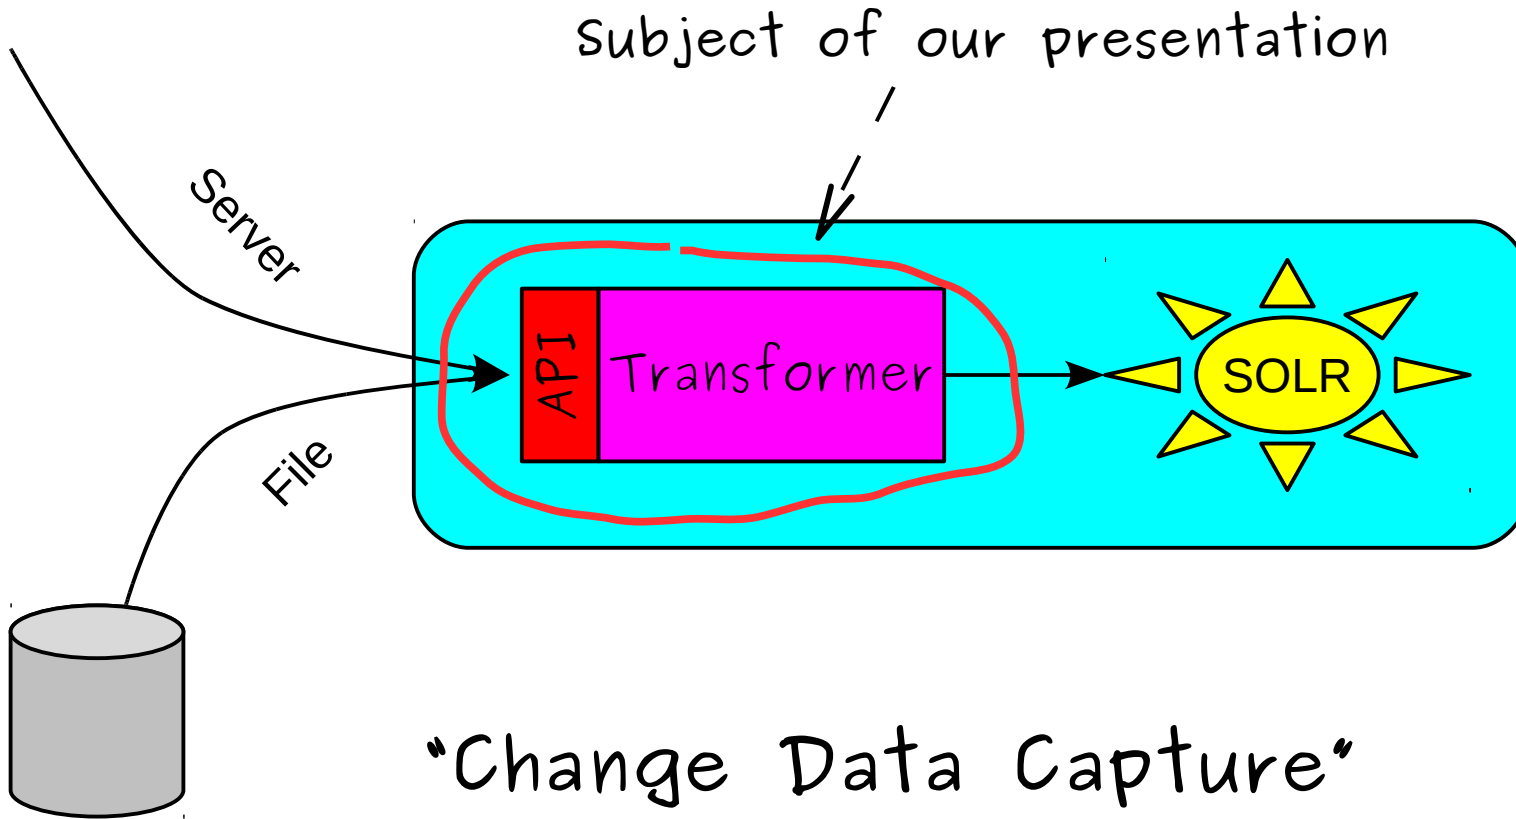 Subject of our presentation
Server
API
Transformer
SOLR
File
"Change Data Capture"